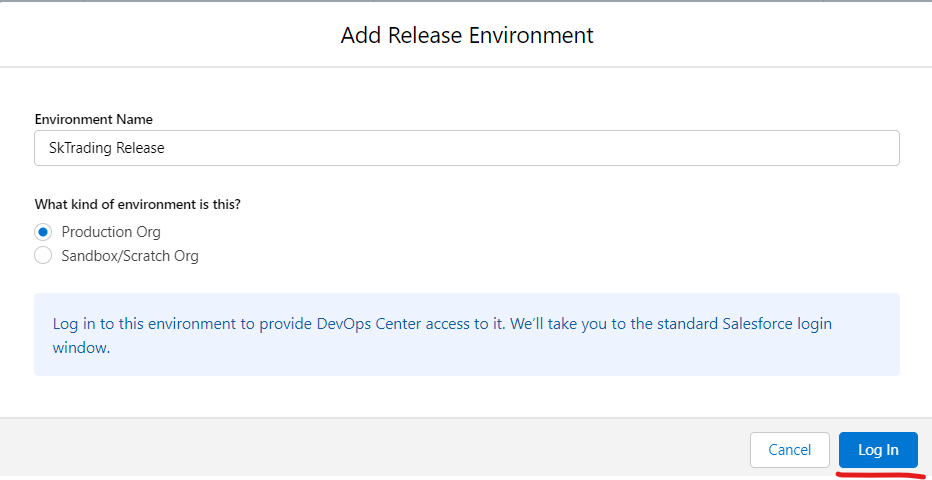 Add Release Environment
Environment Name
SkTrading Release
What kind of environment is this?
Production Org
Sandbox/Scratch Org
Log in to this environment to provide DevOps Center access to it. We’ll take you to the standard Salesforce login
window.
Cancel
Log In